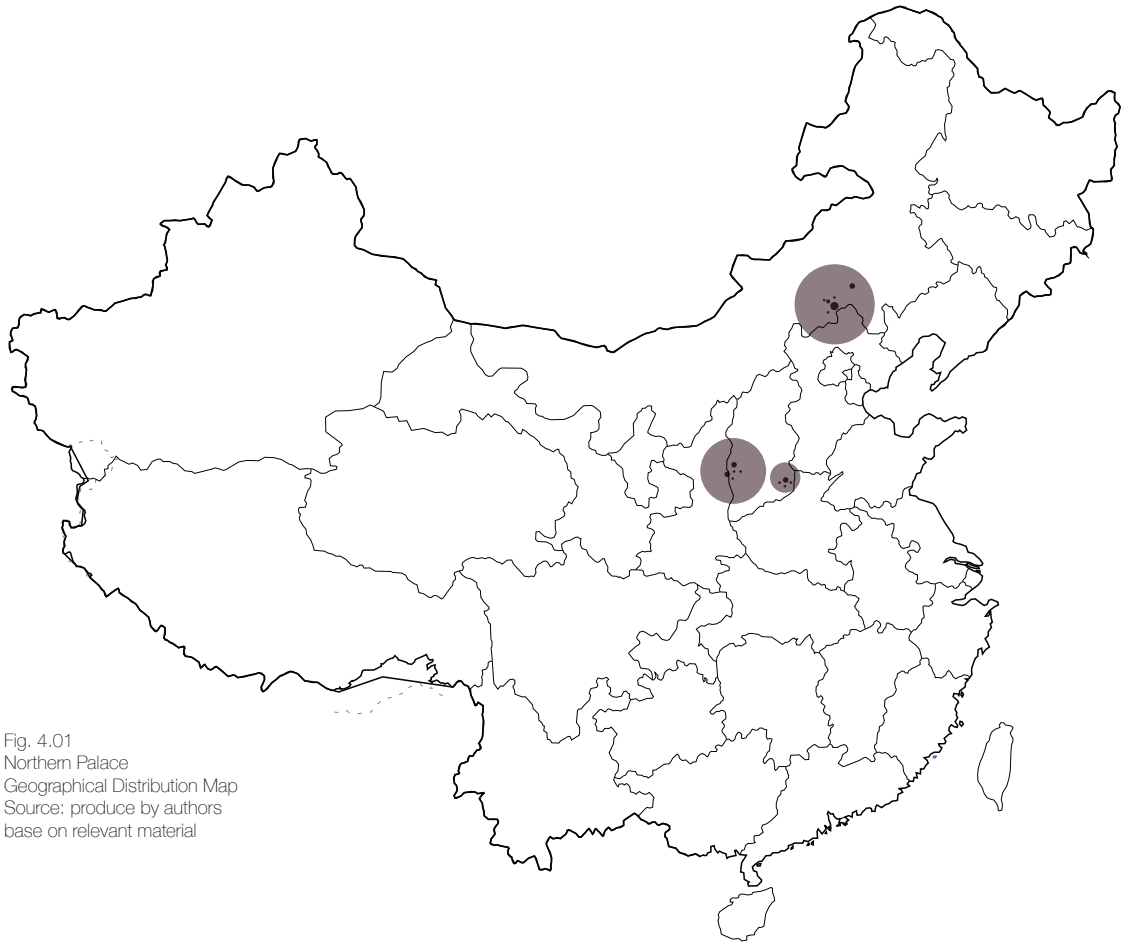 Fig. 4.01
Northern Palace
Geographical Distribution Map
Source: produce by authors
base on relevant material